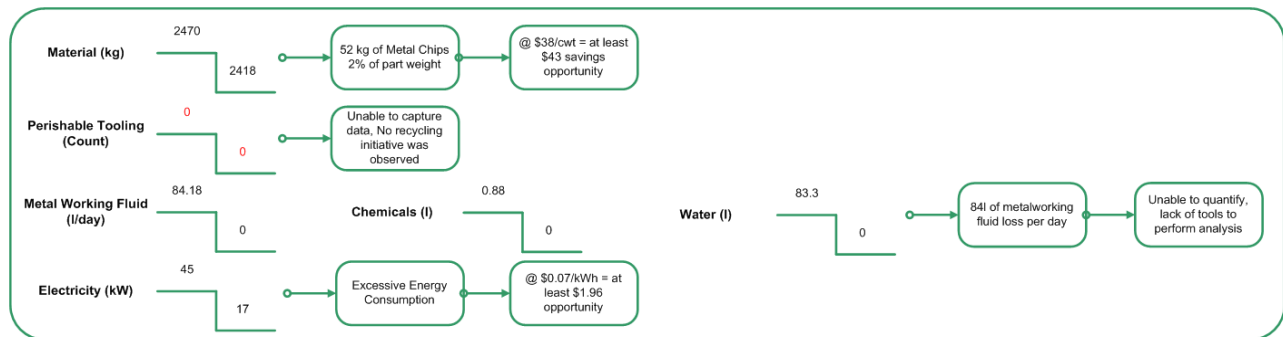 Material (kg)
2470
2418
52 kg of Metal Chips
2% of part weight
@ $38/cwt = at least
$43 savings
opportunity
Perishable Tooling
(Count)
0
0
Unable to capture
data, No recycling
initiative was
observed
Metal Working Fluid
(l/day)
84.18
0
Chemicals (l)
0.88
0
Water (l)
83.3
0
84l of metalworking
fluid loss per day
Unable to quantify,
lack of tools to
perform analysis
Electricity (kW)
45
17
Excessive Energy
Consumption
@ $0.07/kWh = at
least $1.96
opportunity